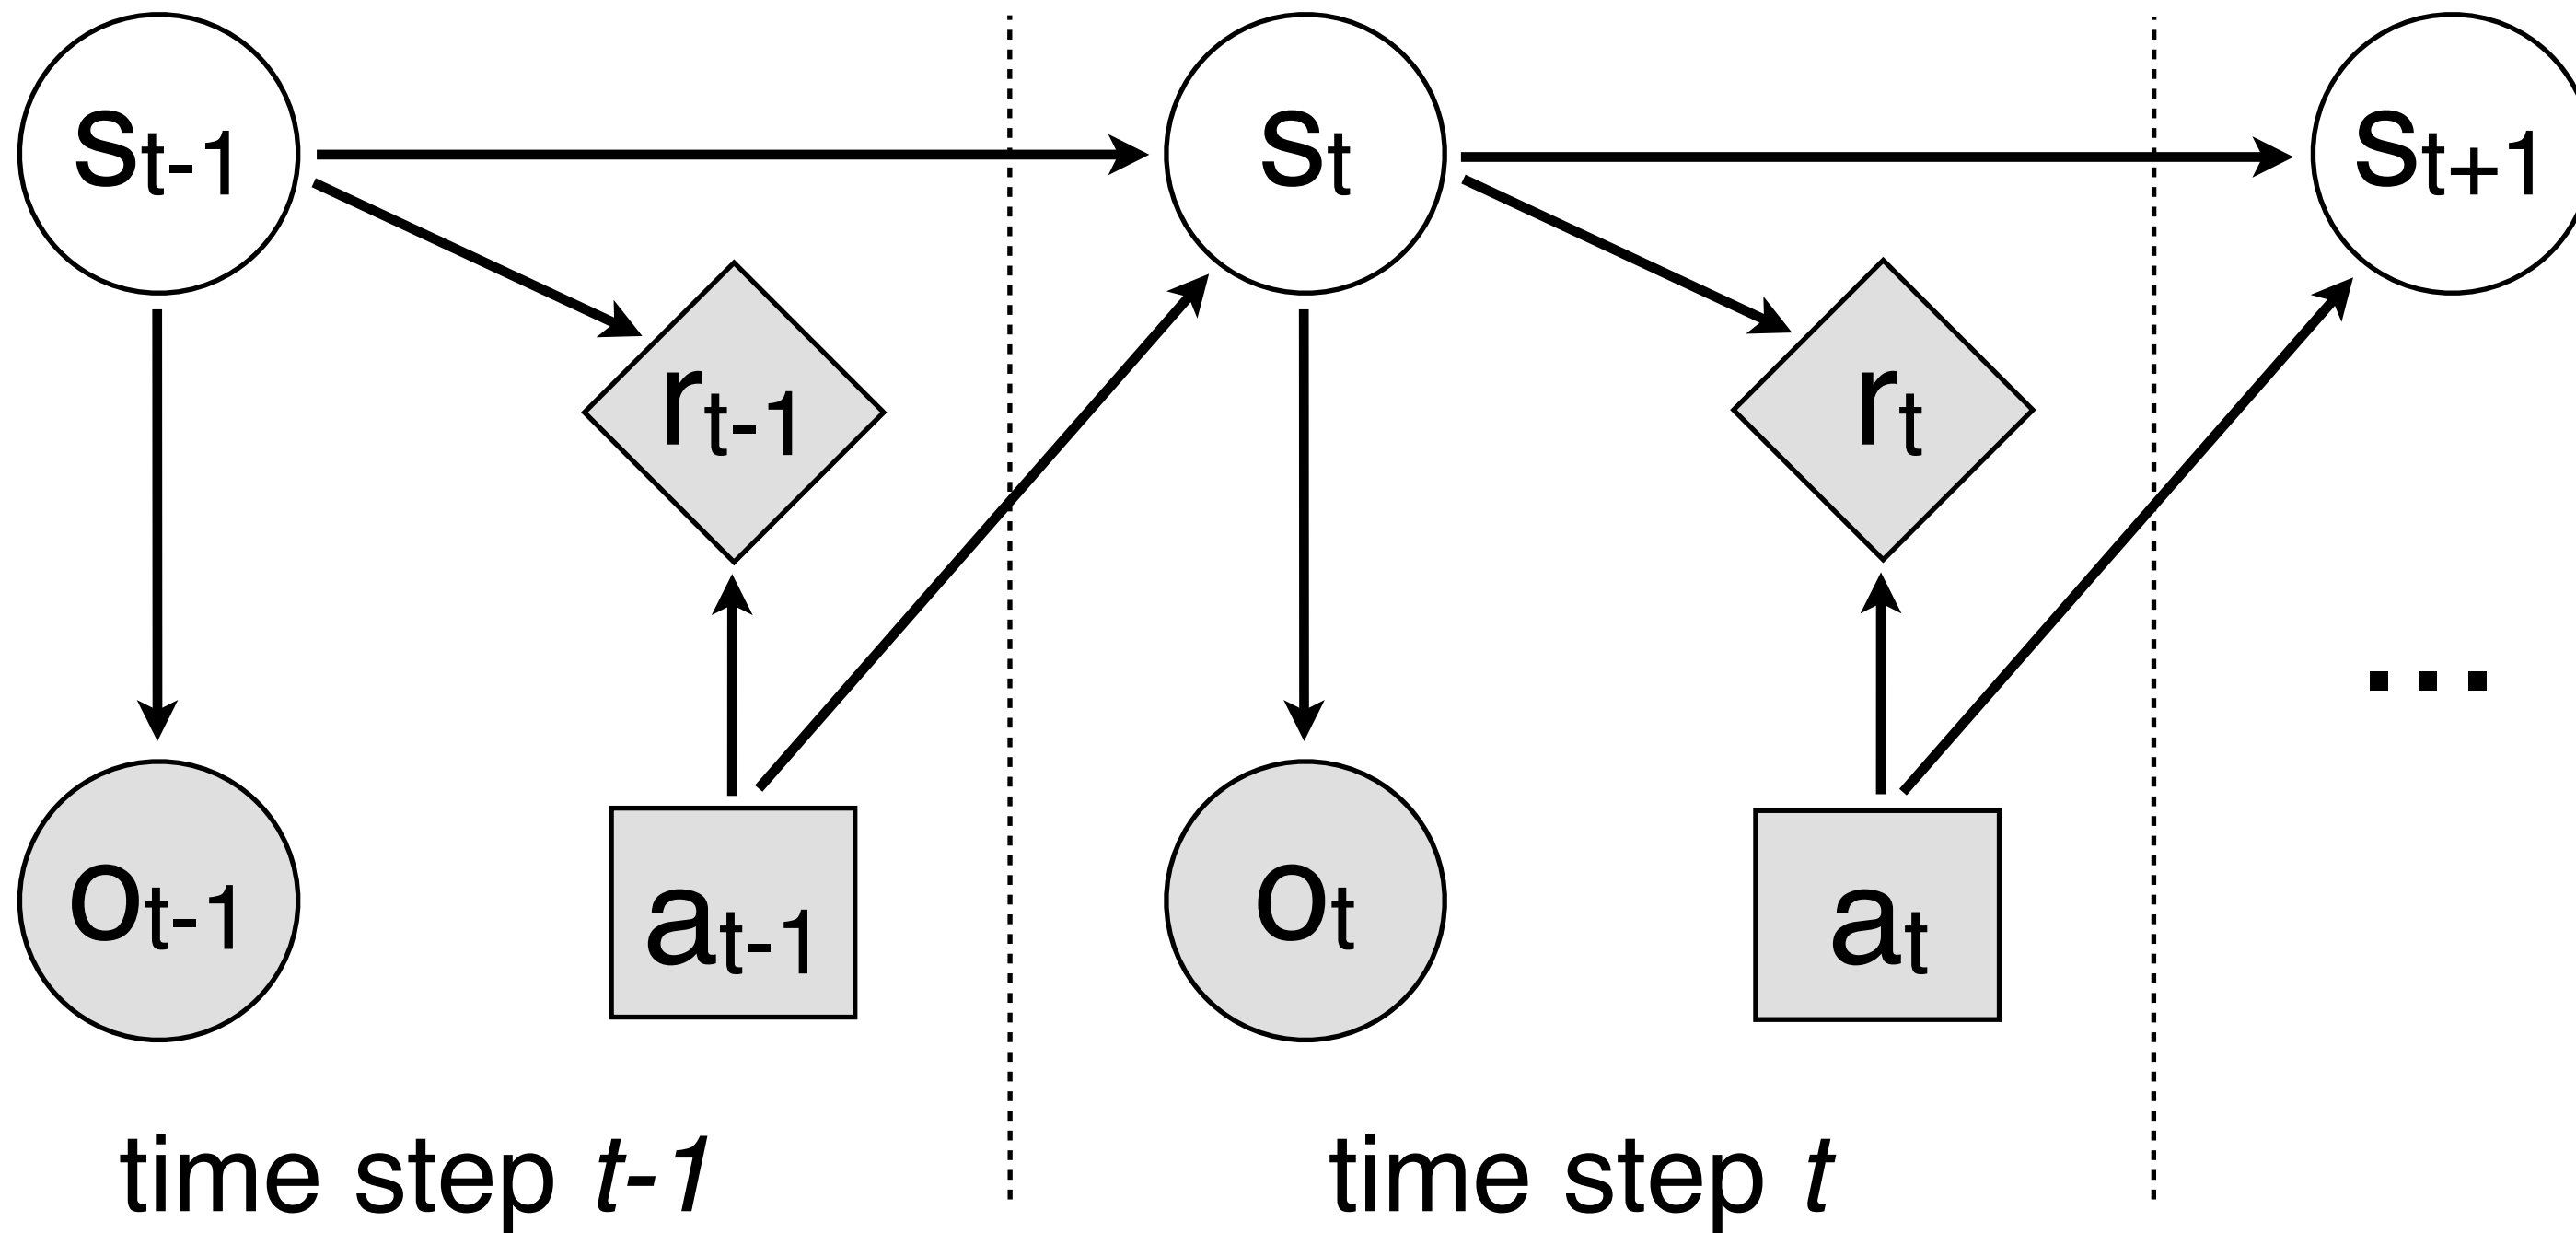 st-1 st st+1
rt-1 rt
...
ot-1 at-1 ot at
time step t-1 time step t